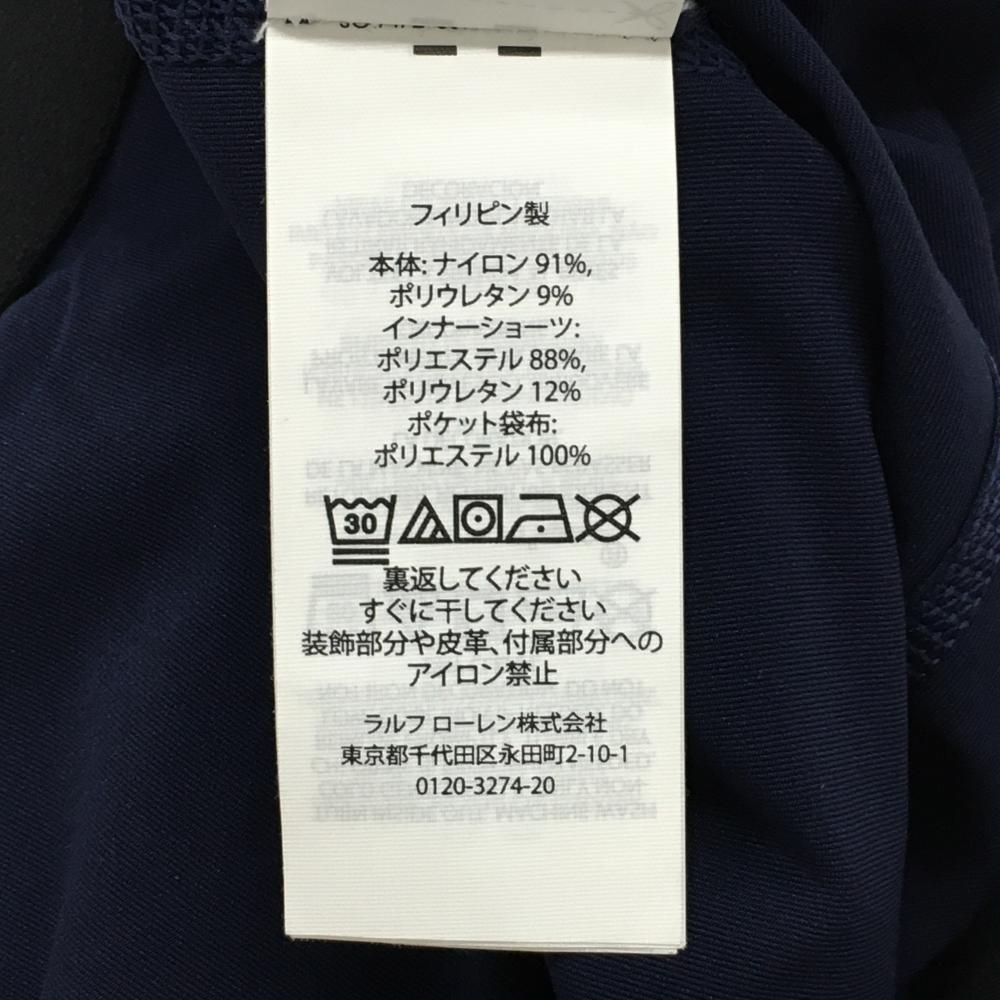 フィリピン製
本体: ナイロン 91%,
ポリウレタン 9%
インナーショーツ:
ポリエステル 88%,
ポリウレタン 12%
ポケット袋布:
ポリエステル 100%
30
裏返してください
すぐに干してください
装飾部分や皮革、付属部分への
アイロン禁止
ラルフ ローレン株式会社
東京都千代田区永田町2-10-1
0120-3274-20